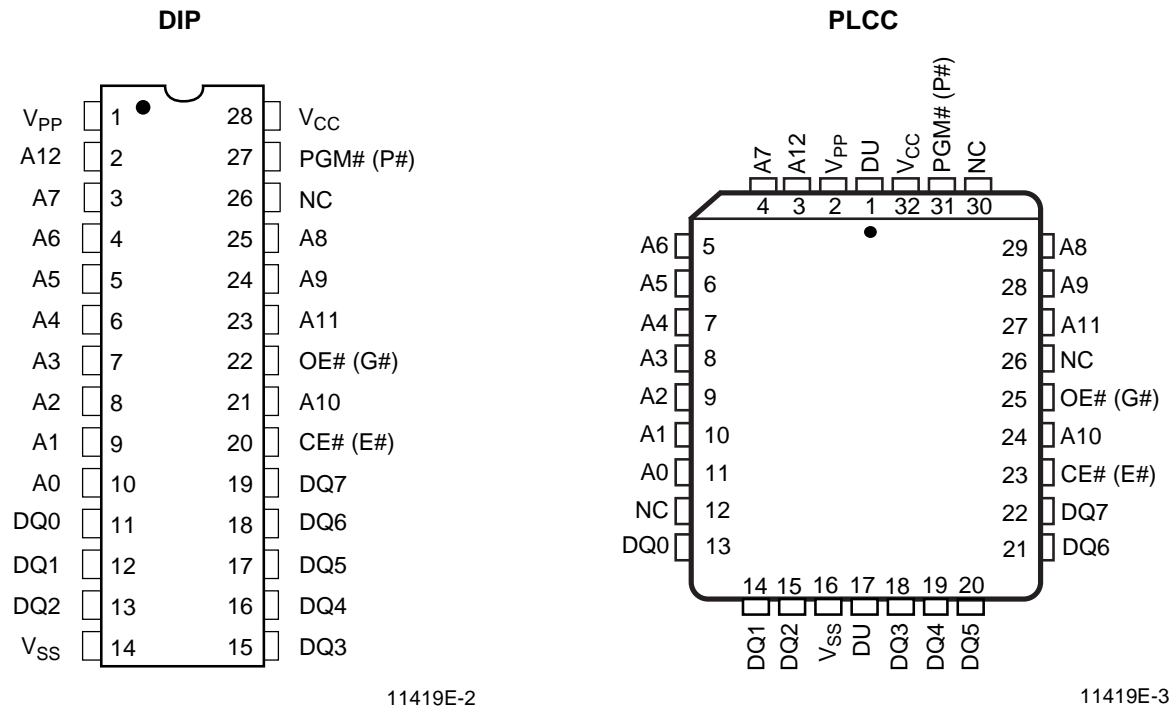 DIP
VPP 1 28 VCC
A12 2 27 PGM# (P#)
A7 3 26 NC
A6 4 25 A8
A5 5 24 A9
A4 6 23 A11
A3 7 22 OE# (G#)
A2 8 21 A10
A1 9 20 CE# (E#)
A0 10 19 DQ7
DQ0 11 18 DQ6
DQ1 12 17 DQ5
DQ2 13 16 DQ4
VSS 14 15 DQ3
11419E-2
PLCC
A7 A12 VPP DU VCC PGM# (P#) NC
4 3 2 1 32 31 30
A6 5 29 A8
A5 6 28 A9
A4 7 27 A11
A3 8 26 NC
A2 9 25 OE# (G#)
A1 10 24 A10
A0 11 23 CE# (E#)
NC 12 22 DQ7
DQ0 13 21 DQ6
14 15 16 17 18 19 20
DQ1 DQ2 VSS DU DQ3 DQ4 DQ5
11419E-3